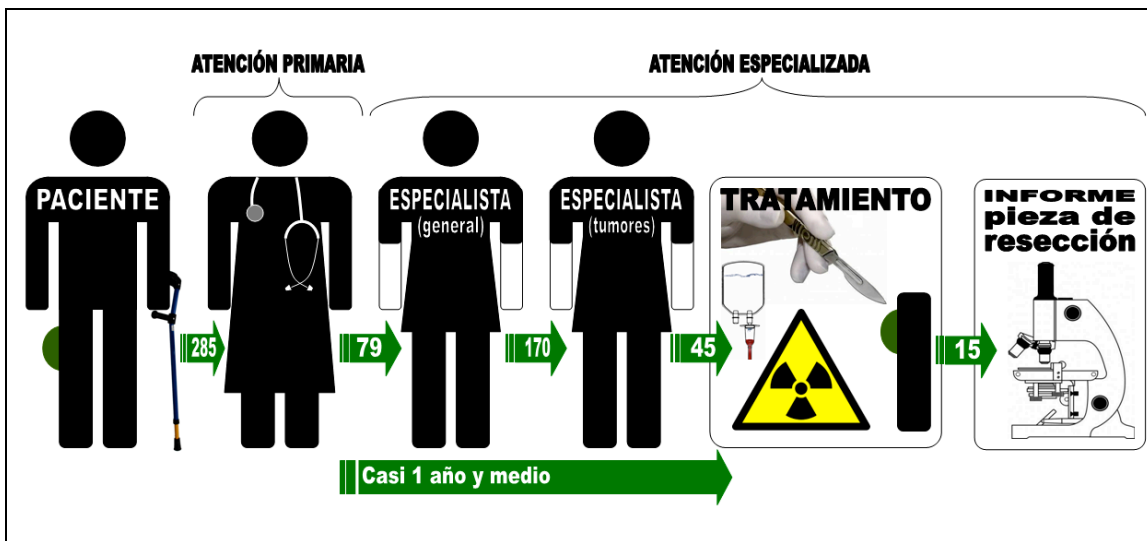 ATENCIÓN PRIMARIA
ATENCIÓN ESPECIALIZADA
PACIENTE
ESPECIALISTA
(general)
ESPECIALISTA
(tumores)
TRATAMIENTO
INFORME
pieza de
resección
285
79
170
45
15
Casi 1 año y medio